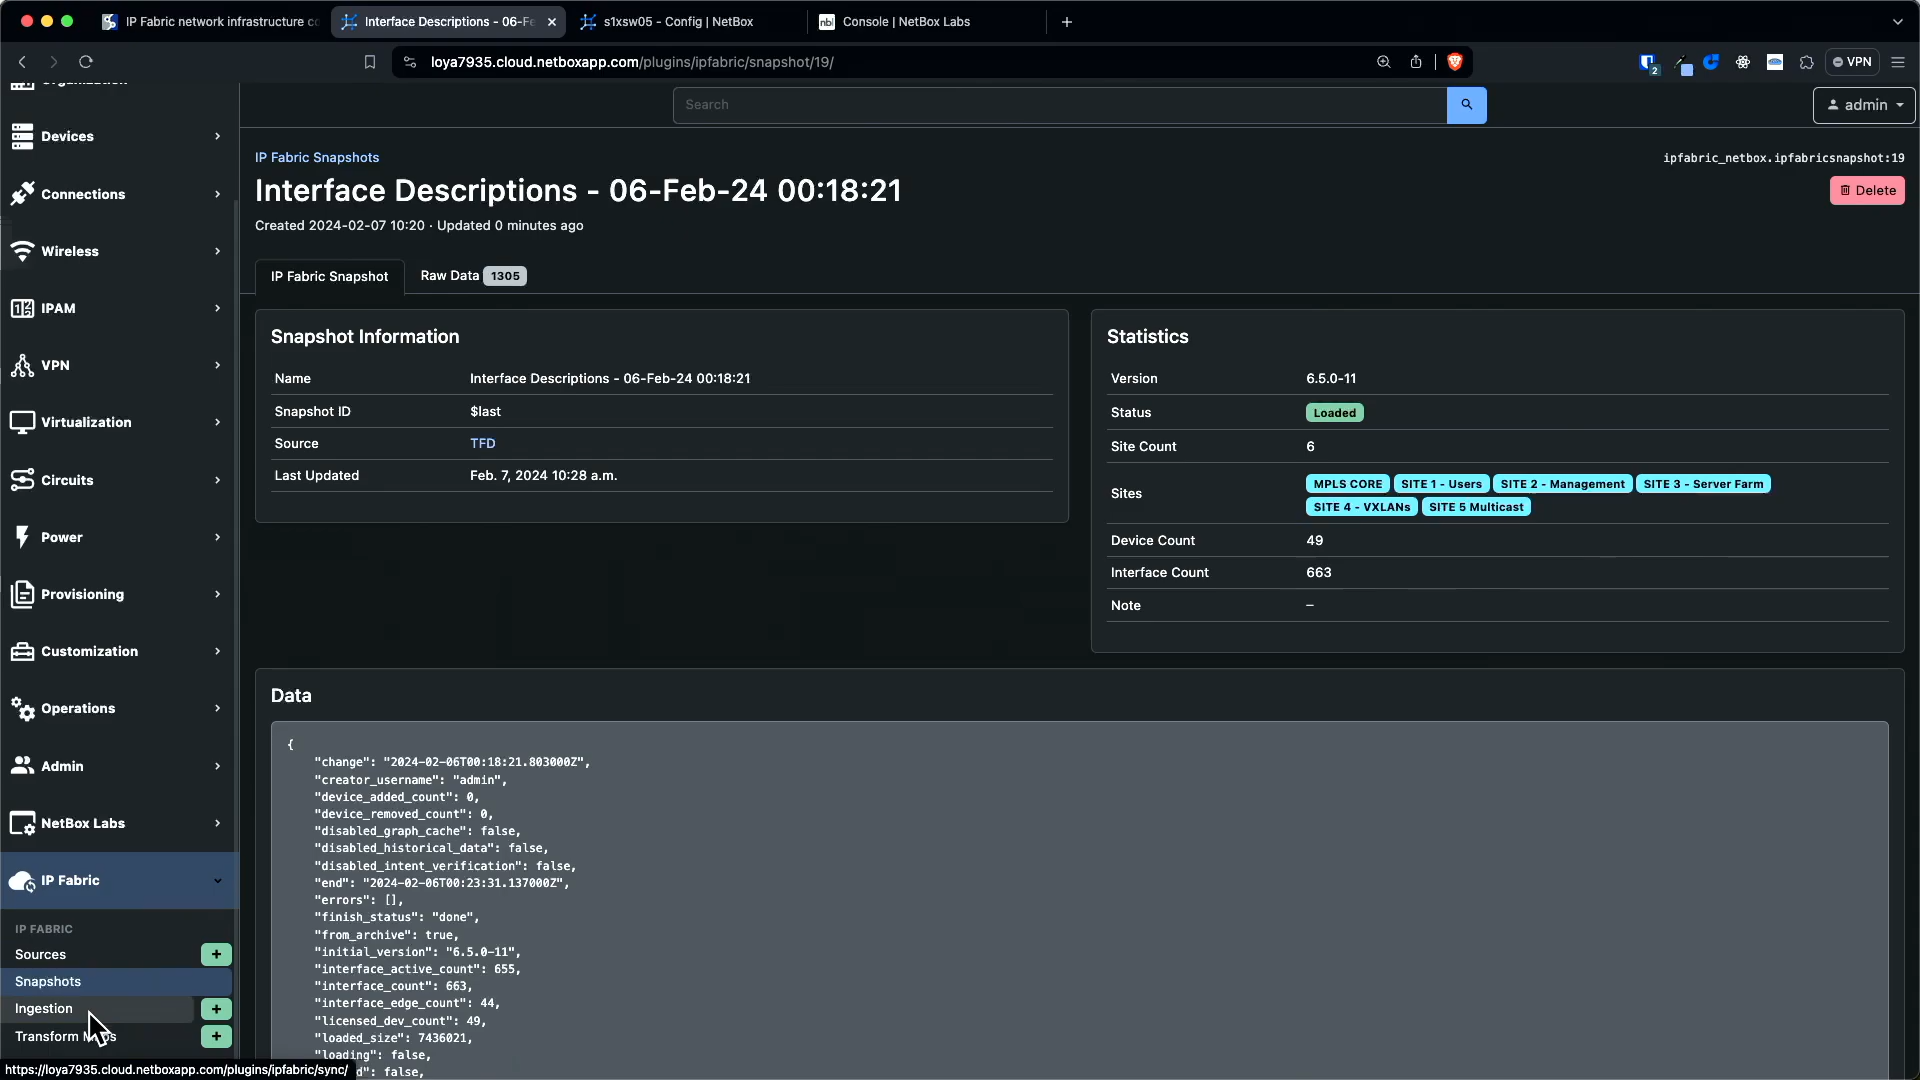 IP Fabric network infrastructure co
Interface Descriptions - 06-Fe
s1xsw05 - Config | NetBox
nbl
Console | NetBox Labs
loya7935.cloud.netboxapp.com/plugins/ipfabric/snapshot/19/
2
VPN
Search
admin
Devices
Connections
Wireless
IPAM
VPN
Virtualization
Circuits
Power
Provisioning
Customization
Operations
Admin
NetBox Labs
IP Fabric
IP FABRIC
Sources
Snapshots
Ingestion
Transform
https://loya7935.cloud.netboxapp.com/plugins/ipfabric/sync/
IP Fabric Snapshots
ipfabric_netbox.ipfabricsnapshot:19
Interface Descriptions - 06-Feb-24 00:18:21
Delete
Created 2024-02-07 10:20 · Updated 0 minutes ago
IP Fabric Snapshot
Raw Data 1305
Snapshot Information
Name Interface Descriptions - 06-Feb-24 00:18:21
Snapshot ID $last
Source TFD
Last Updated Feb. 7, 2024 10:28 a.m.
Statistics
Version 6.5.0-11
Status Loaded
Site Count 6
Sites MPLS CORE SITE 1 - Users SITE 2 - Management SITE 3 - Server Farm
SITE 4 - VXLANs SITE 5 Multicast
Device Count 49
Interface Count 663
Note —
Data
{
"change": "2024-02-06T00:18:21.803000Z",
"creator_username": "admin",
"device_added_count": 0,
"device_removed_count": 0,
"disabled_graph_cache": false,
"disabled_historical_data": false,
"disabled_intent_verification": false,
"end": "2024-02-06T00:23:31.137000Z",
"errors": [],
"finish_status": "done",
"from_archive": true,
"initial_version": "6.5.0-11",
"interface_active_count": 655,
"interface_count": 663,
"interface_edge_count": 44,
"licensed_dev_count": 49,
"loaded_size": 7436021,
"loading": false,
d": false,